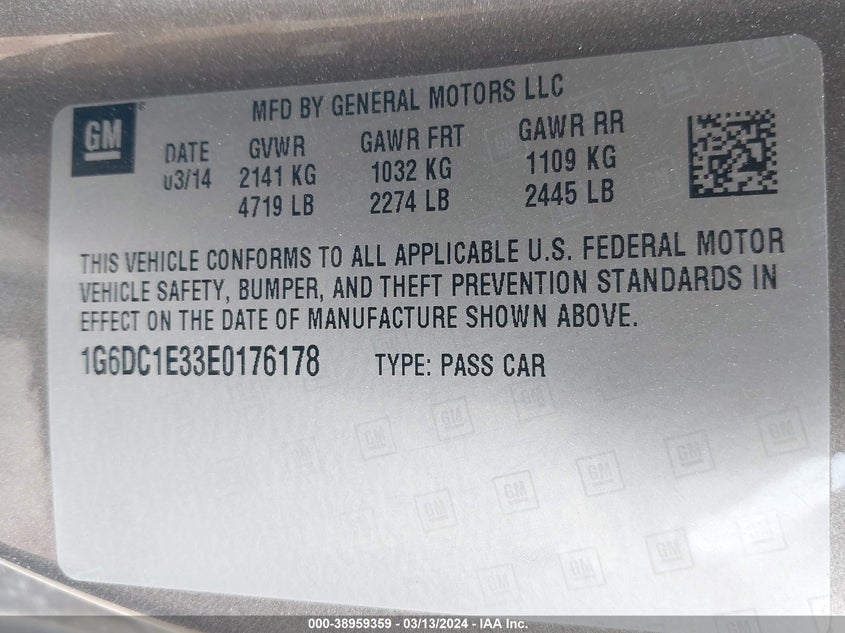 MFD BY GENERAL MOTORS LLC
GM
DATE GVWR GAWR FRT GAWR RR
03/14 2141 KG 1032 KG 1109 KG
4719 LB 2274 LB 2445 LB
THIS VEHICLE CONFORMS TO ALL APPLICABLE U.S. FEDERAL MOTOR
VEHICLE SAFETY, BUMPER, AND THEFT PREVENTION STANDARDS IN
EFFECT ON THE DATE OF MANUFACTURE SHOWN ABOVE.
1G6DC1E33E0176178 TYPE: PASS CAR
000-38959359 - 03/13/2024 - IAA Inc.